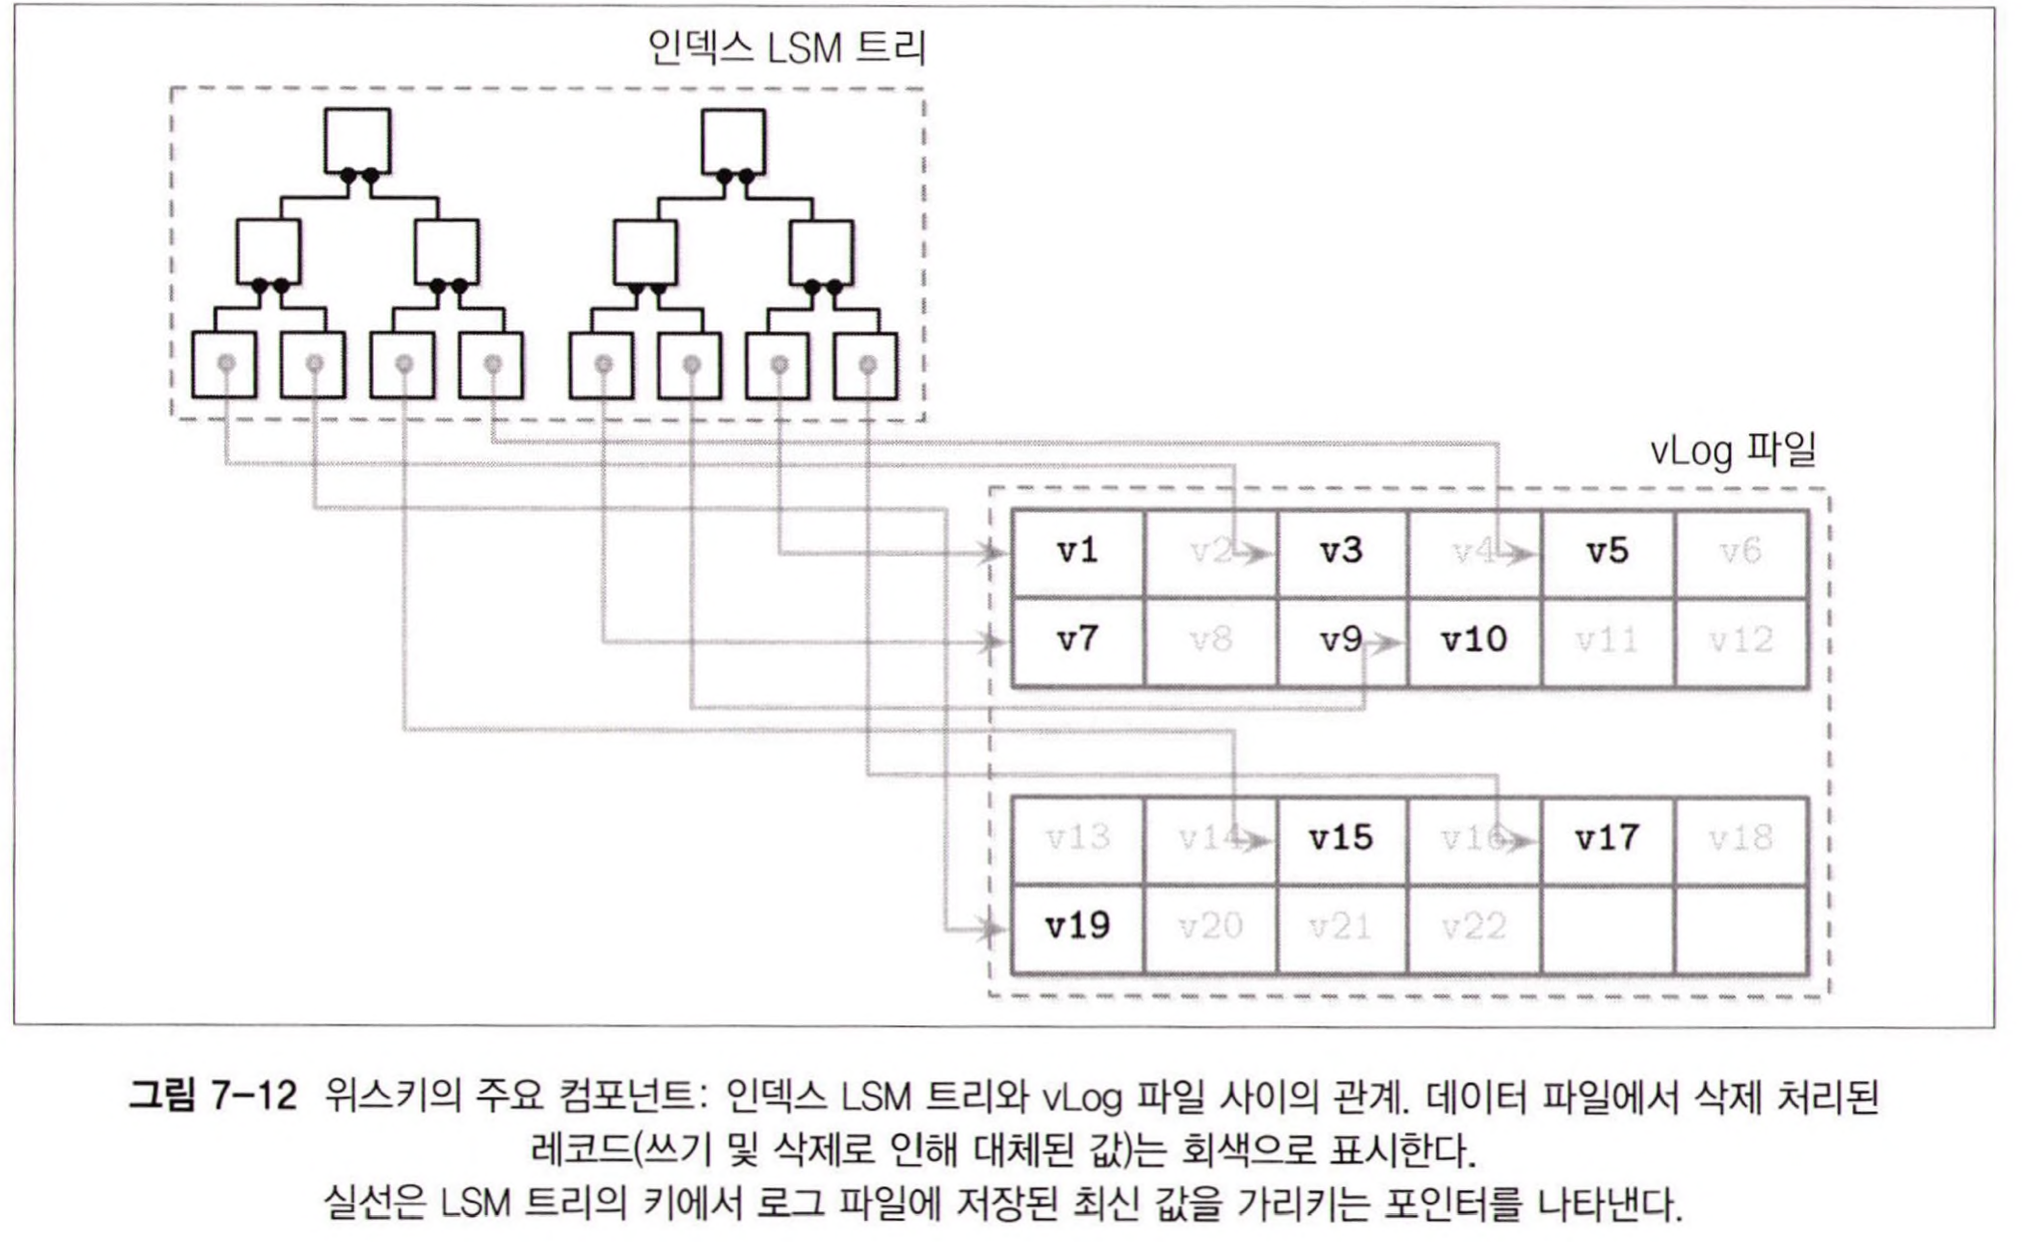 인덱스 LSM 트리
vLog 파일
v1 v2 v3 v4 v5 v6
v7 v8 v9 v10 v11 v12
v13 v14 v15 v16 v17 v18
v19 v20 v21 v22
그림 7-12 위스키의 주요 컴포넌트: 인덱스 LSM 트리와 vLog 파일 사이의 관계. 데이터 파일에서 삭제 처리된
레코드(쓰기 및 삭제로 인해 대체된 값)는 회색으로 표시한다.
실선은 LSM 트리의 키에서 로그 파일에 저장된 최신 값을 가리키는 포인터를 나타낸다.